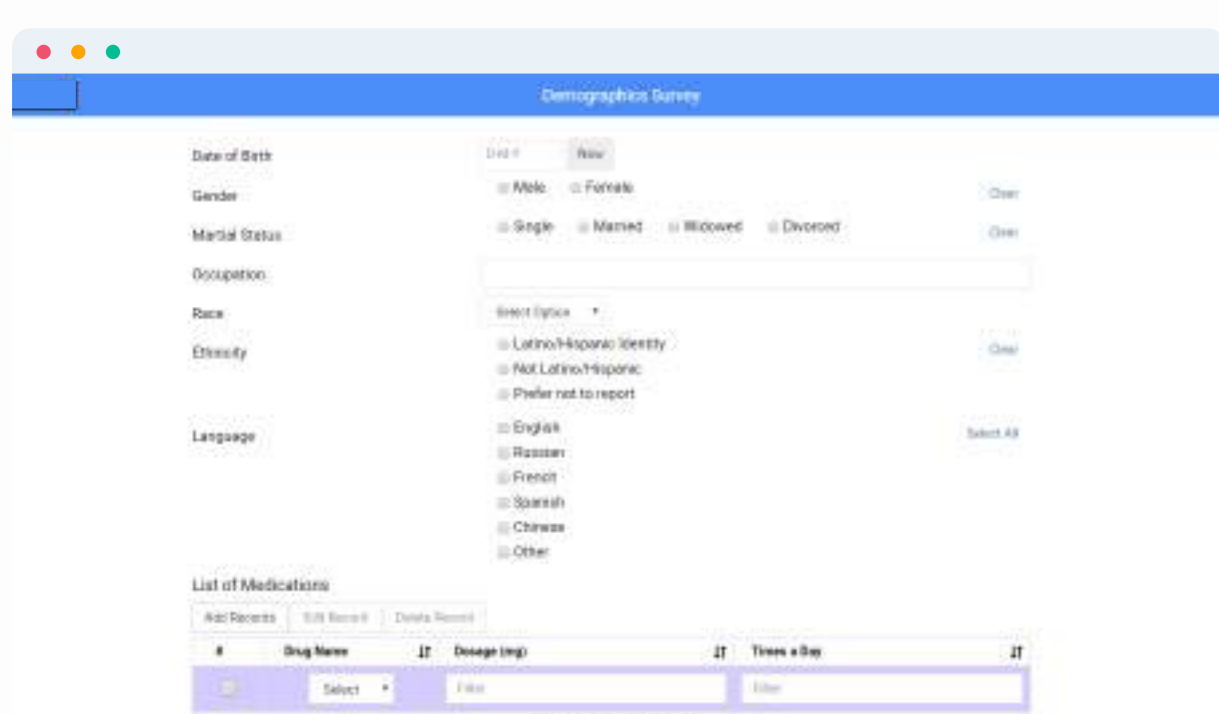 Demographics Survey
Date of Birth Now
Gender Male Female Clear
Martial Status Single Married Widowed Divorced Clear
Occupation
Race Select Option
Ethnicity Latino/Hispanic Identity Clear
Not Latino/Hispanic
Prefer not to report
Language English Select All
Russian
French
Spanish
Chinese
Other
List of Medications
Add Records Edit Record Delete Record
# Drug Name Dosage (mg) Times a Day
Select Filter Filter